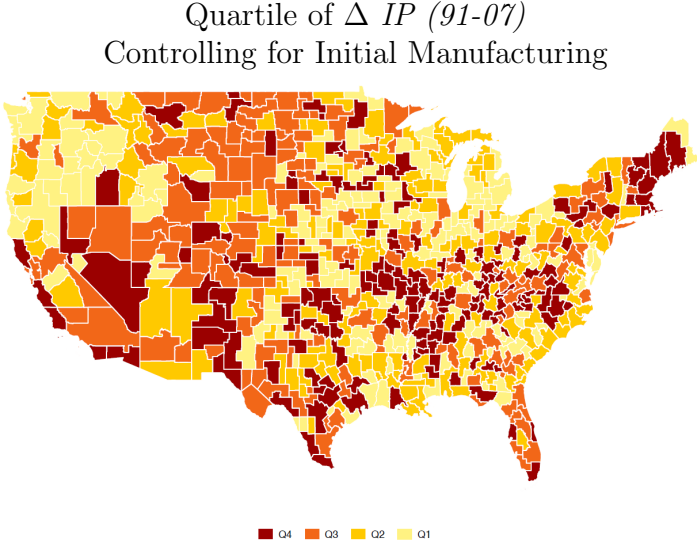 Quartile of Δ IP (91-07)
Controlling for Initial Manufacturing
Q4 Q3 Q2 Q1